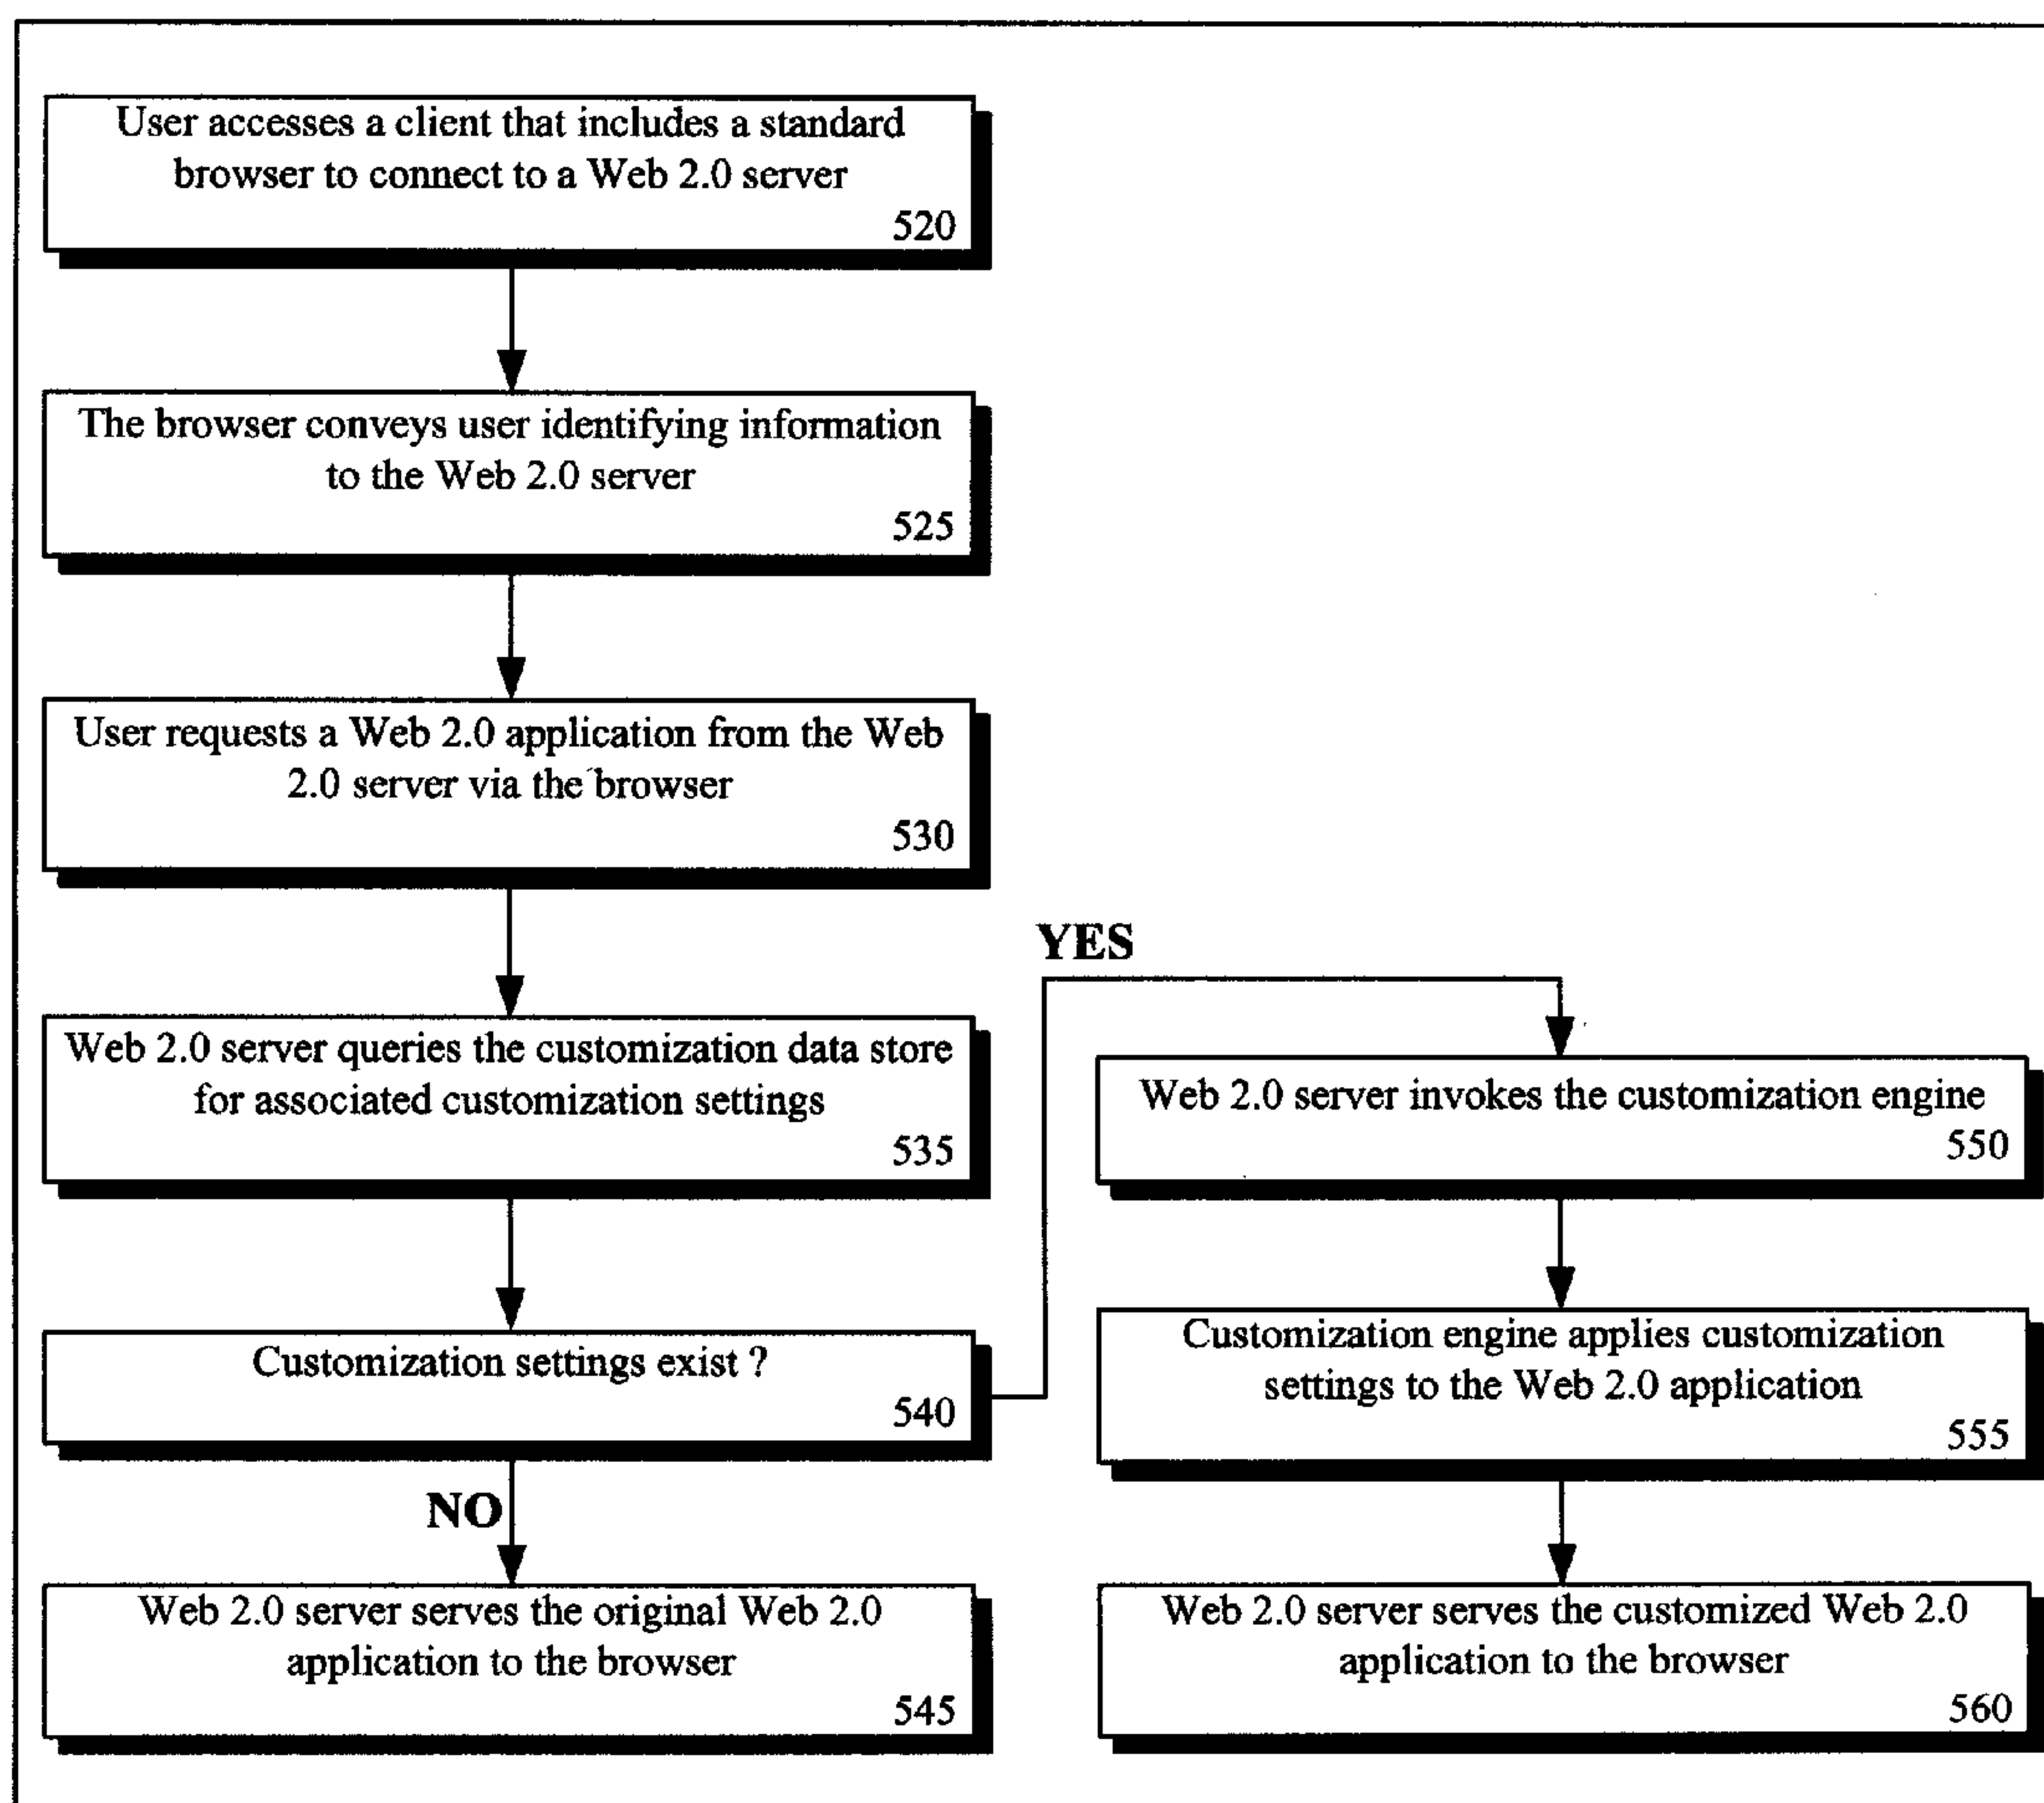 User accesses a client that includes a standard
browser to connect to a Web 2.0 server
520
The browser conveys user identifying information
to the Web 2.0 server
525
User requests a Web 2.0 application from the Web
2.0 server via the browser
530
Web 2.0 server queries the customization data store
for associated customization settings
535
Customization settings exist ?
540
NO
Web 2.0 server serves the original Web 2.0
application to the browser
545
YES
Web 2.0 server invokes the customization engine
550
Customization engine applies customization
settings to the Web 2.0 application
555
Web 2.0 server serves the customized Web 2.0
application to the browser
560